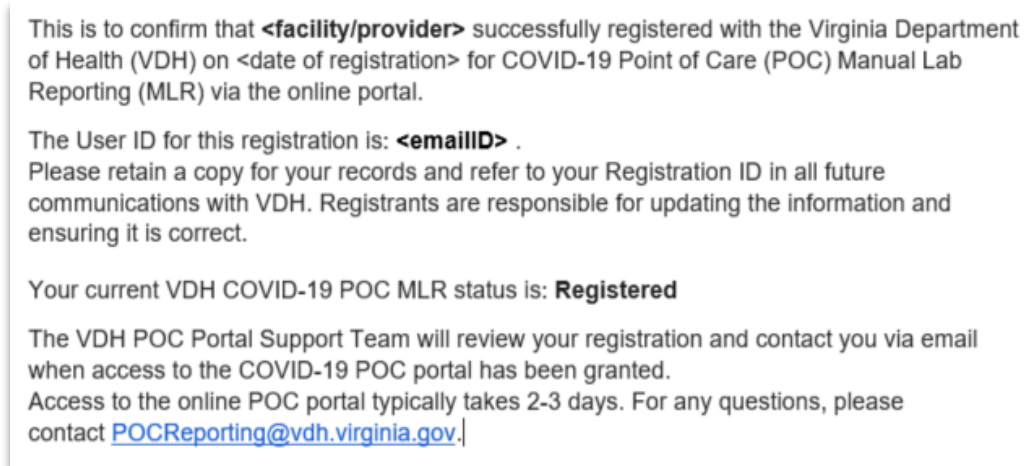 This is to confirm that <facility/provider> successfully registered with the Virginia Department
of Health (VDH) on <date of registration> for COVID-19 Point of Care (POC) Manual Lab
Reporting (MLR) via the online portal.
The User ID for this registration is: <emailID> .
Please retain a copy for your records and refer to your Registration ID in all future
communications with VDH. Registrants are responsible for updating the information and
ensuring it is correct.
Your current VDH COVID-19 POC MLR status is: Registered
The VDH POC Portal Support Team will review your registration and contact you via email
when access to the COVID-19 POC portal has been granted.
Access to the online POC portal typically takes 2-3 days. For any questions, please
contact POCReporting@vdh.virginia.gov.